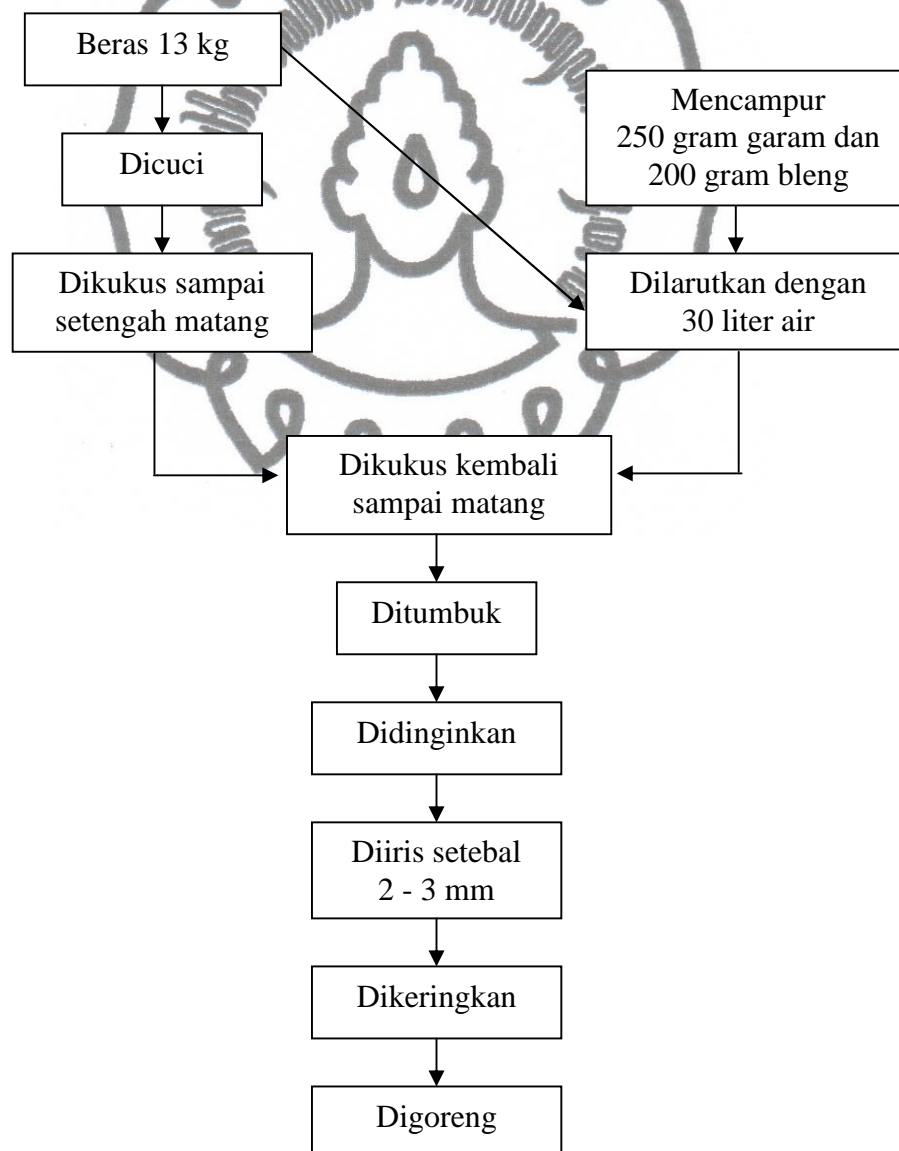 Beras 13 kg
Mencampur
250 gram garam dan
200 gram bleng
Dicuci
Dikukus sampai
setengah matang
Dilarutkan dengan
30 liter air
Dikukus kembali
sampai matang
Ditumbuk
Didinginkan
Diiris setebal
2 - 3 mm
Dikeringkan
Digoreng